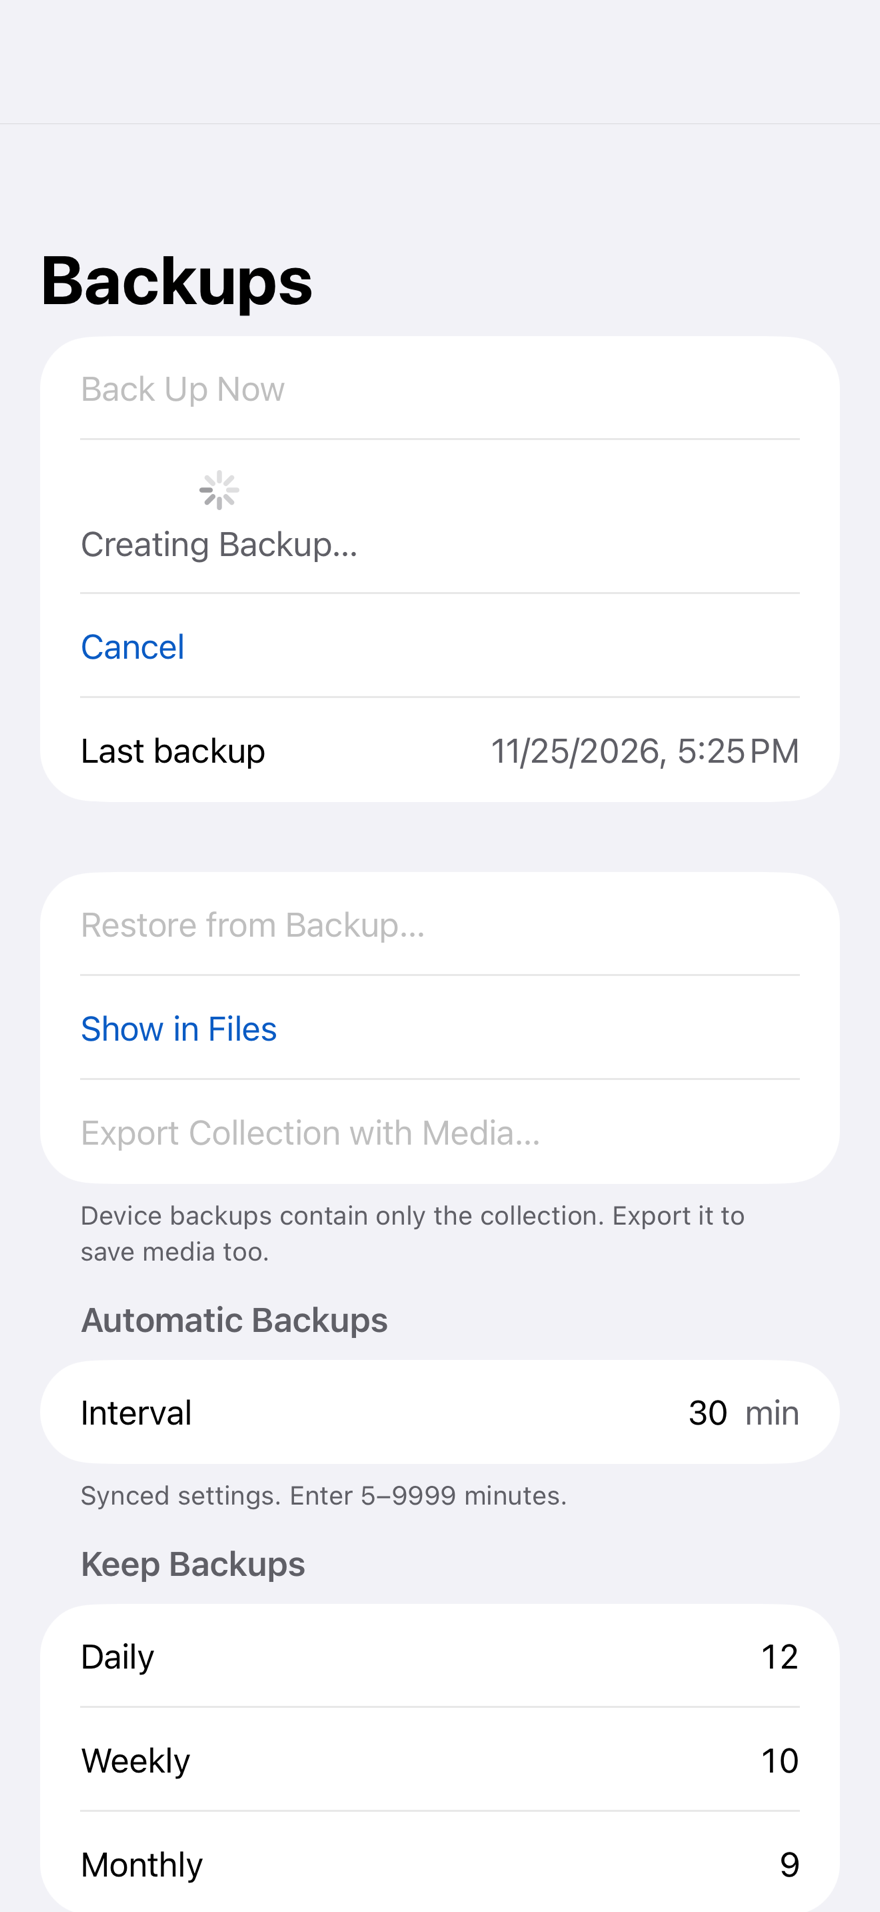 Backups
Back Up Now
Creating Backup...
Cancel
Last backup 11/25/2026, 5:25 PM
Restore from Backup...
Show in Files
Export Collection with Media...
Device backups contain only the collection. Export it to
save media too.
Automatic Backups
Interval 30 min
Synced settings. Enter 5–9999 minutes.
Keep Backups
Daily 12
Weekly 10
Monthly 9